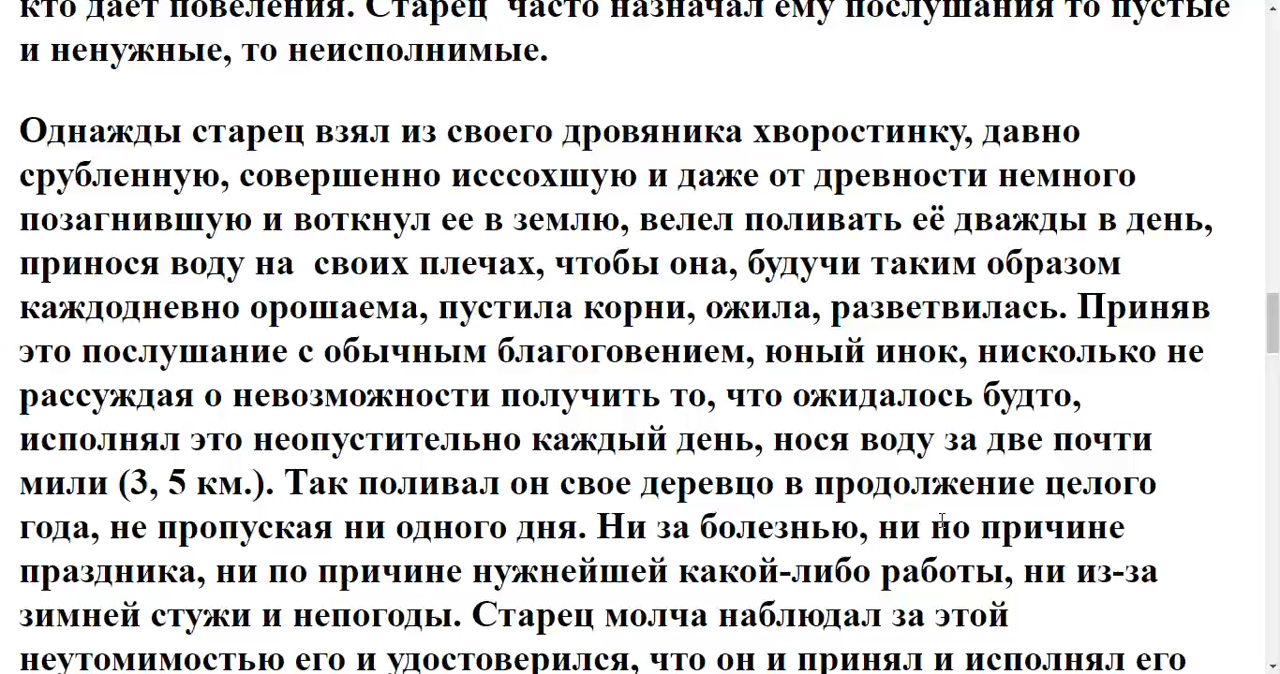 кто дает повеления. Старец  часто назначал ему послушания то пустые
и ненужные, то неисполнимые.
Однажды старец взял из своего дровяника хворостинку, давно
срубленную, совершенно исссохшую и даже от древности немного
позагнившую и воткнул ее в землю, велел поливать её дважды в день,
принося воду на  своих плечах, чтобы она, будучи таким образом
каждодневно орошаема, пустила корни, ожила, разветвилась. Приняв
это послушание с обычным благоговением, юный инок, нисколько не
рассуждая о невозможности получить то, что ожидалось будто,
исполнял это неопустительно каждый день, нося воду за две почти
мили (3, 5 км.). Так поливал он свое деревцо в продолжение целого
года, не пропуская ни одного дня. Ни за болезнью, ни по причине
праздника, ни по причине нужнейшей какой-либо работы, ни из-за
зимней стужи и непогоды. Старец молча наблюдал за этой
неутомимостью его и удостоверился, что он и принял и исполнял его